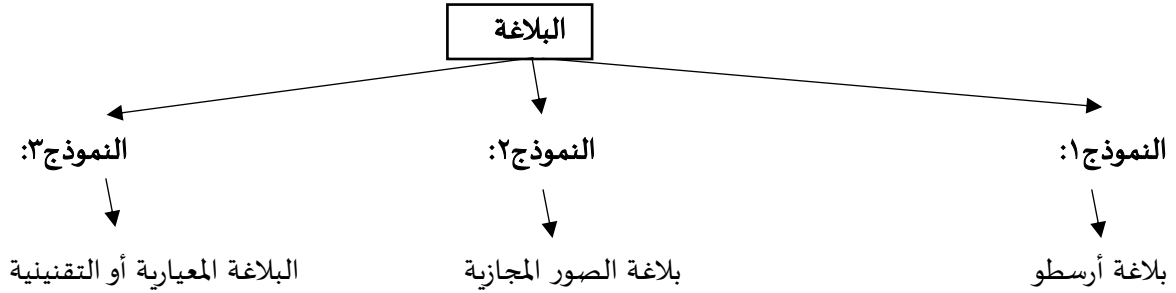 البلاغة
النموذج١:
النموذج٢:
النموذج٣:
بلاغة أرسطو
بلاغة الصور المجازية
البلاغة المعيارية أو التقنينية